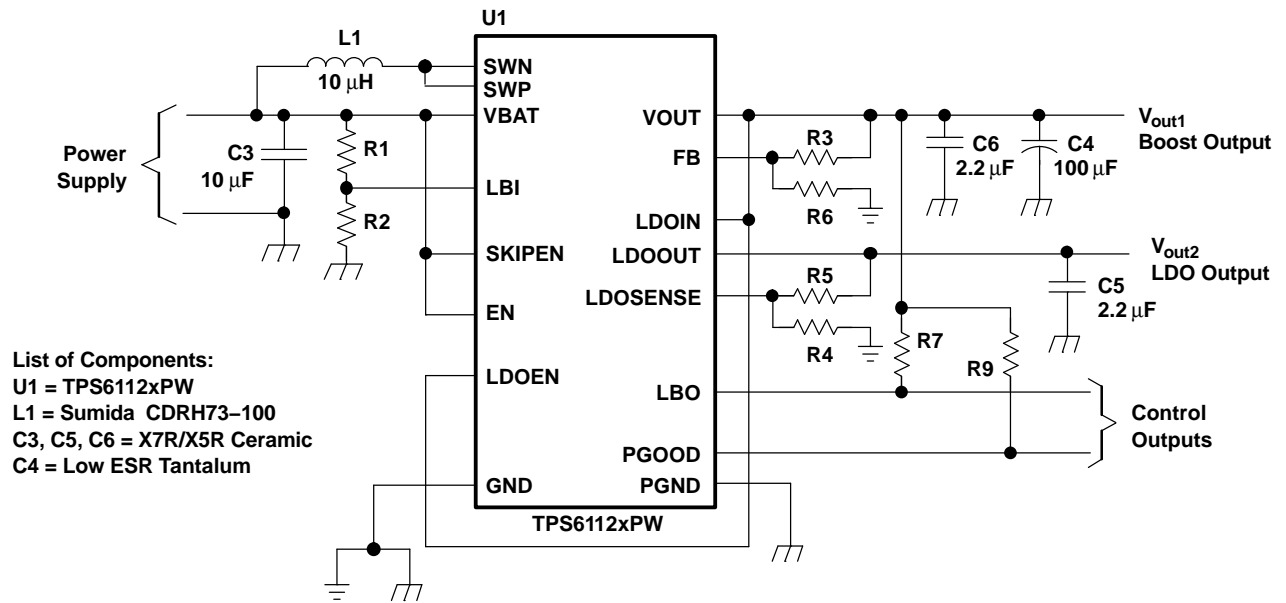 U1
L1
10 μH
SWN
SWP
VBAT
VOUT
V_out1
Boost Output
Power
Supply
C3
10 μF
R1
R2
LBI
SKIPEN
EN
LDOEN
GND
FB
LDOIN
LDOOUT
LDOSENSE
LBO
PGOOD
PGND
TPS6112xPW
R3
R6
C6
2.2 μF
C4
100 μF
V_out2
LDO Output
R5
R4
C5
2.2 μF
R7
R9
Control
Outputs
List of Components:
U1 = TPS6112xPW
L1 = Sumida CDRH73–100
C3, C5, C6 = X7R/X5R Ceramic
C4 = Low ESR Tantalum